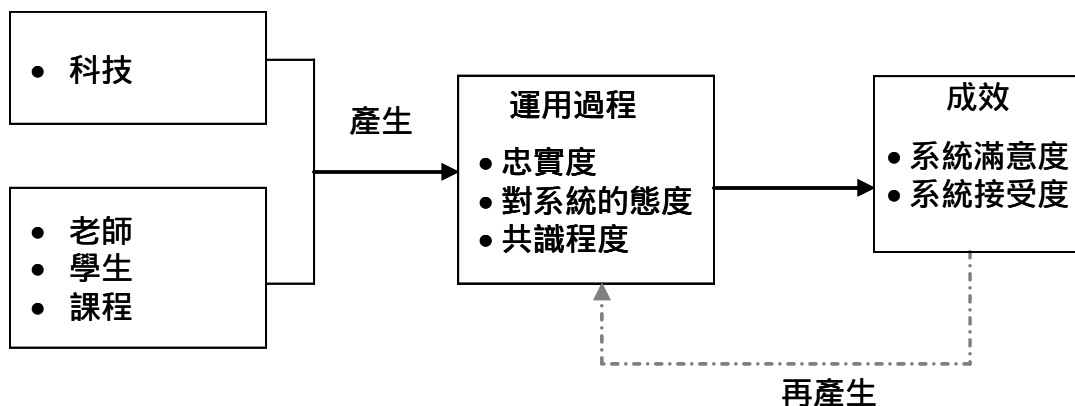 ● 科技
● 老師
● 學生
● 課程
產生
運用過程
● 忠實度
● 對系統的態度
● 共識程度
成效
● 系統滿意度
● 系統接受度
再產生